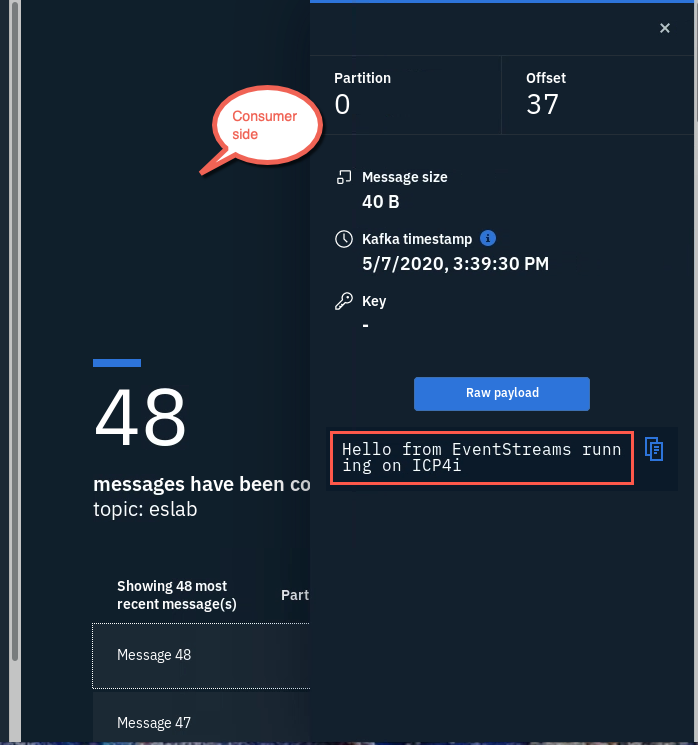 Consumer
side
48
messages have been co
topic: eslab
Showing 48 most
recent message(s)
Part
Message 48
Message 47
×
Partition
0
Offset
37
Message size
40 B
Kafka timestamp
5/7/2020, 3:39:30 PM
Key
-
Raw payload
Hello from EventStreams runn
ing on ICP4i